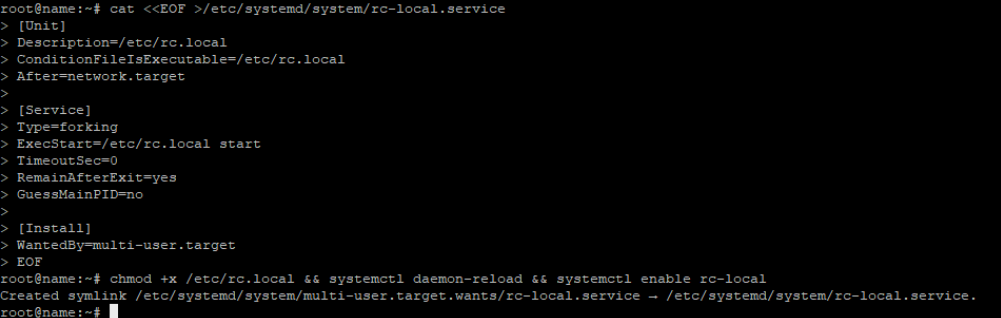 root@name:~# cat <<EOF >/etc/systemd/system/rc-local.service
> [Unit]
> Description=/etc/rc.local
> ConditionFileIsExecutable=/etc/rc.local
> After=network.target
>
> [Service]
> Type=forking
> ExecStart=/etc/rc.local start
> TimeoutSec=0
> RemainAfterExit=yes
> GuessMainPID=no
>
> [Install]
> WantedBy=multi-user.target
> EOF
root@name:~# chmod +x /etc/rc.local && systemctl daemon-reload && systemctl enable rc-local
Created symlink /etc/systemd/system/multi-user.target.wants/rc-local.service → /etc/systemd/system/rc-local.service.
root@name:~#